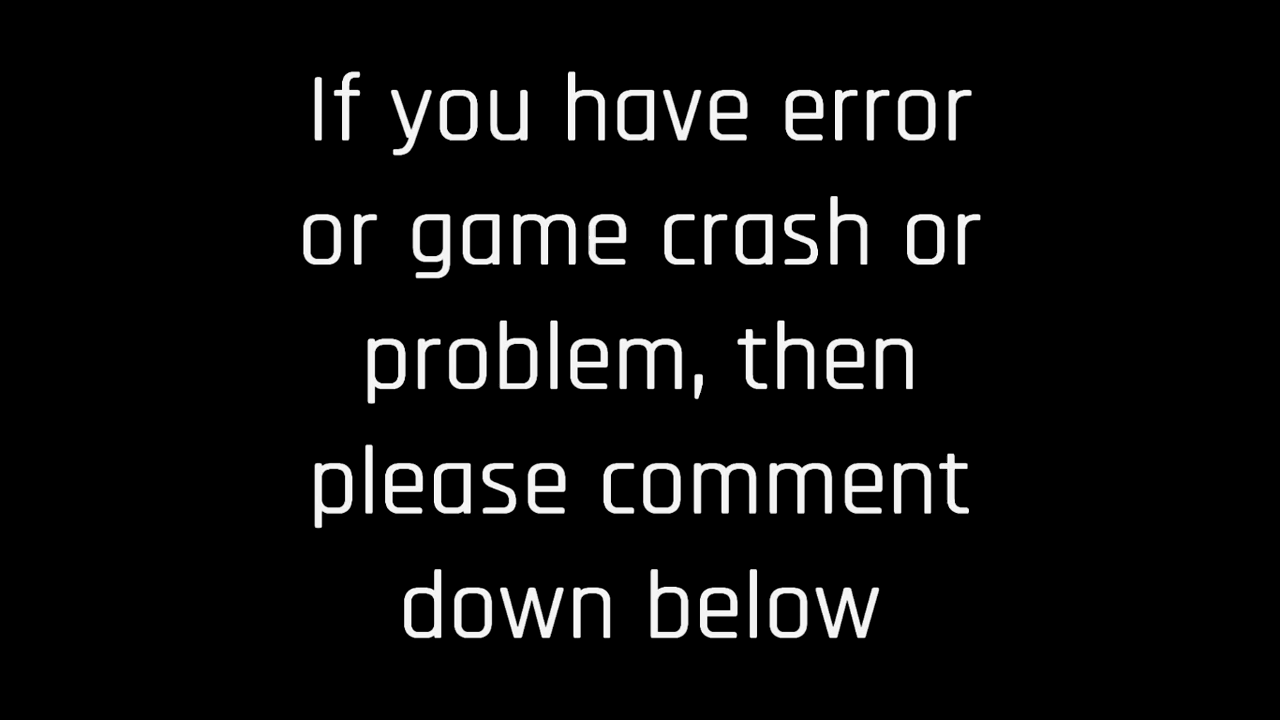 If you have error
or game crash or
problem, then
please comment
down below